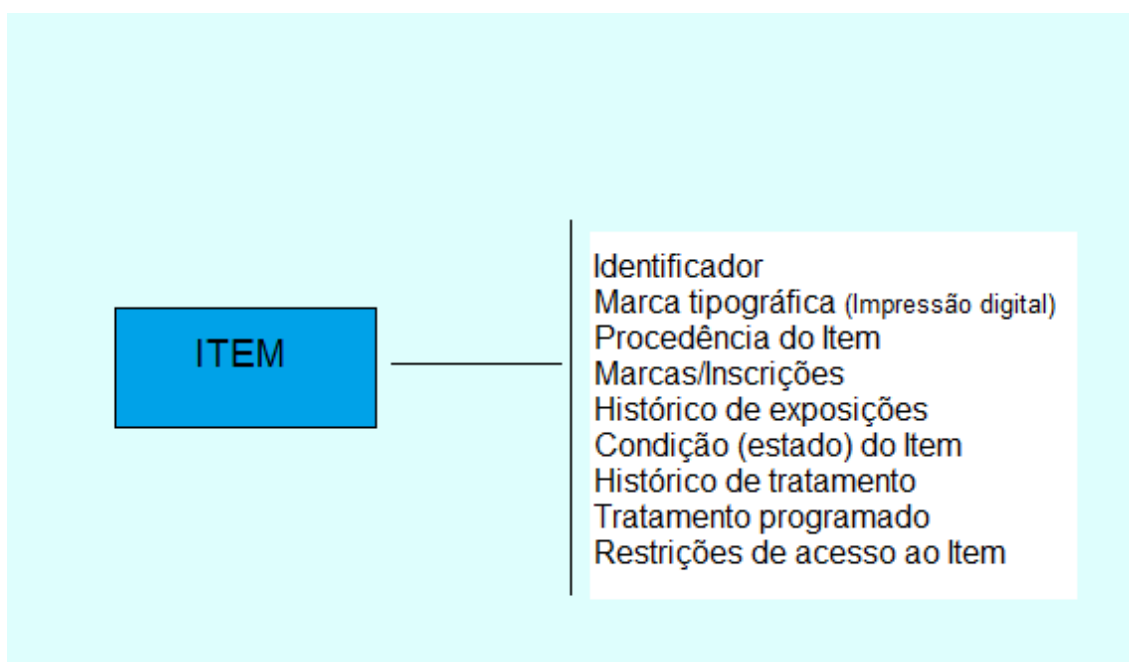 ITEM
Identificador
Marca tipográfica (Impressão digital)
Procedência do Item
Marcas/Inscrições
Histórico de exposições
Condição (estado) do Item
Histórico de tratamento
Tratamento programado
Restrições de acesso ao Item